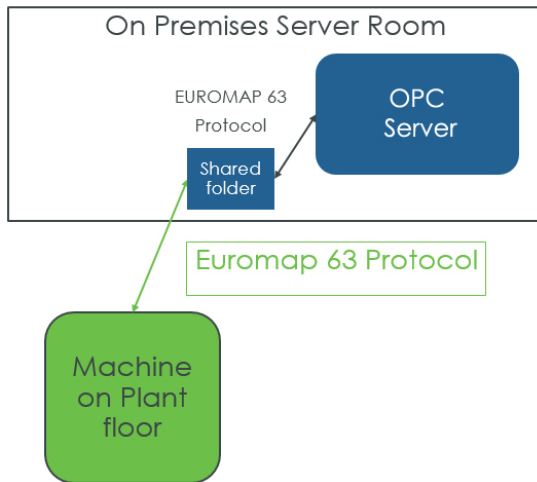 On Premises Server Room
EUROMAP 63
Protocol
OPC
Server
Shared
folder
Euromap 63 Protocol
Machine
on Plant
floor